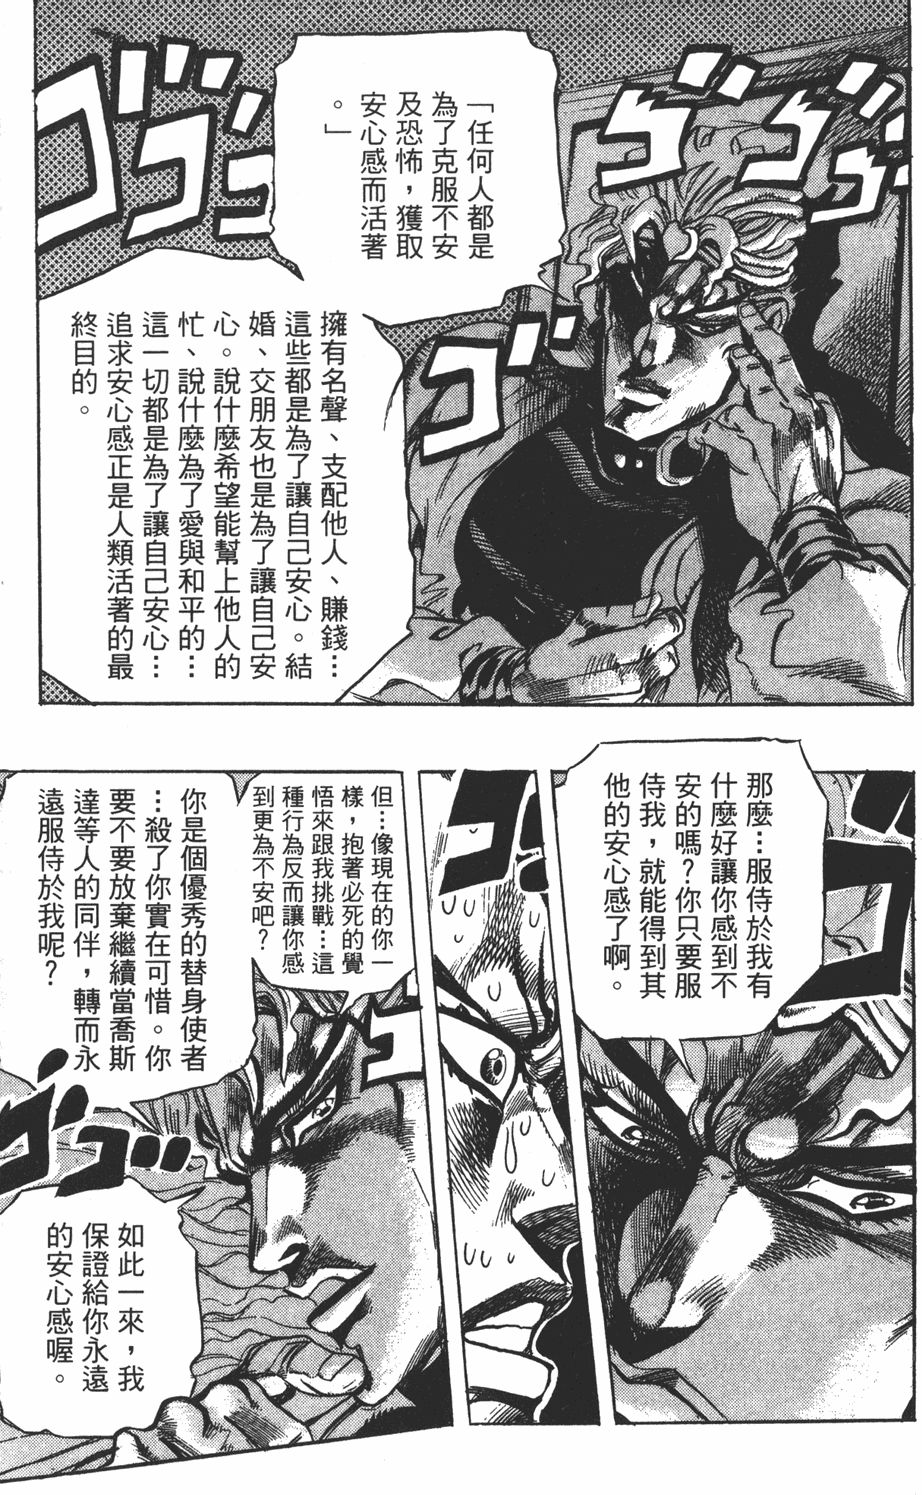 「任何人都是
為了克服不安
及恐怖，獲取
安心感而活著
。」
擁有名聲、支配他人、賺錢…
這些都是為了讓自己安心。結
婚、交朋友也是為了讓自己安
心。說什麼希望能幫上他人的
忙、說什麼為了愛與和平的…
這一切都是為了讓自己安心…
追求安心感正是人類活著的最
終目的。
ゴゴゴ
ゴゴゴ
ゴゴゴ
那麼…服侍於我有
什麼好讓你感到不
安的嗎？你只要服
侍我，就能得到其
他的安心感了啊。
但…像現在的你一
樣，抱著必死的覺
悟來跟我挑戰…這
種行為反而讓你感
到更為不安吧？
你是個優秀的替身使者
…殺了你實在可惜。你
要不要放棄繼續當喬斯
達等人的同伴，轉而永
遠服侍於我呢？
ゴゴ
如此一來，我
保證給你永遠
的安心感喔。